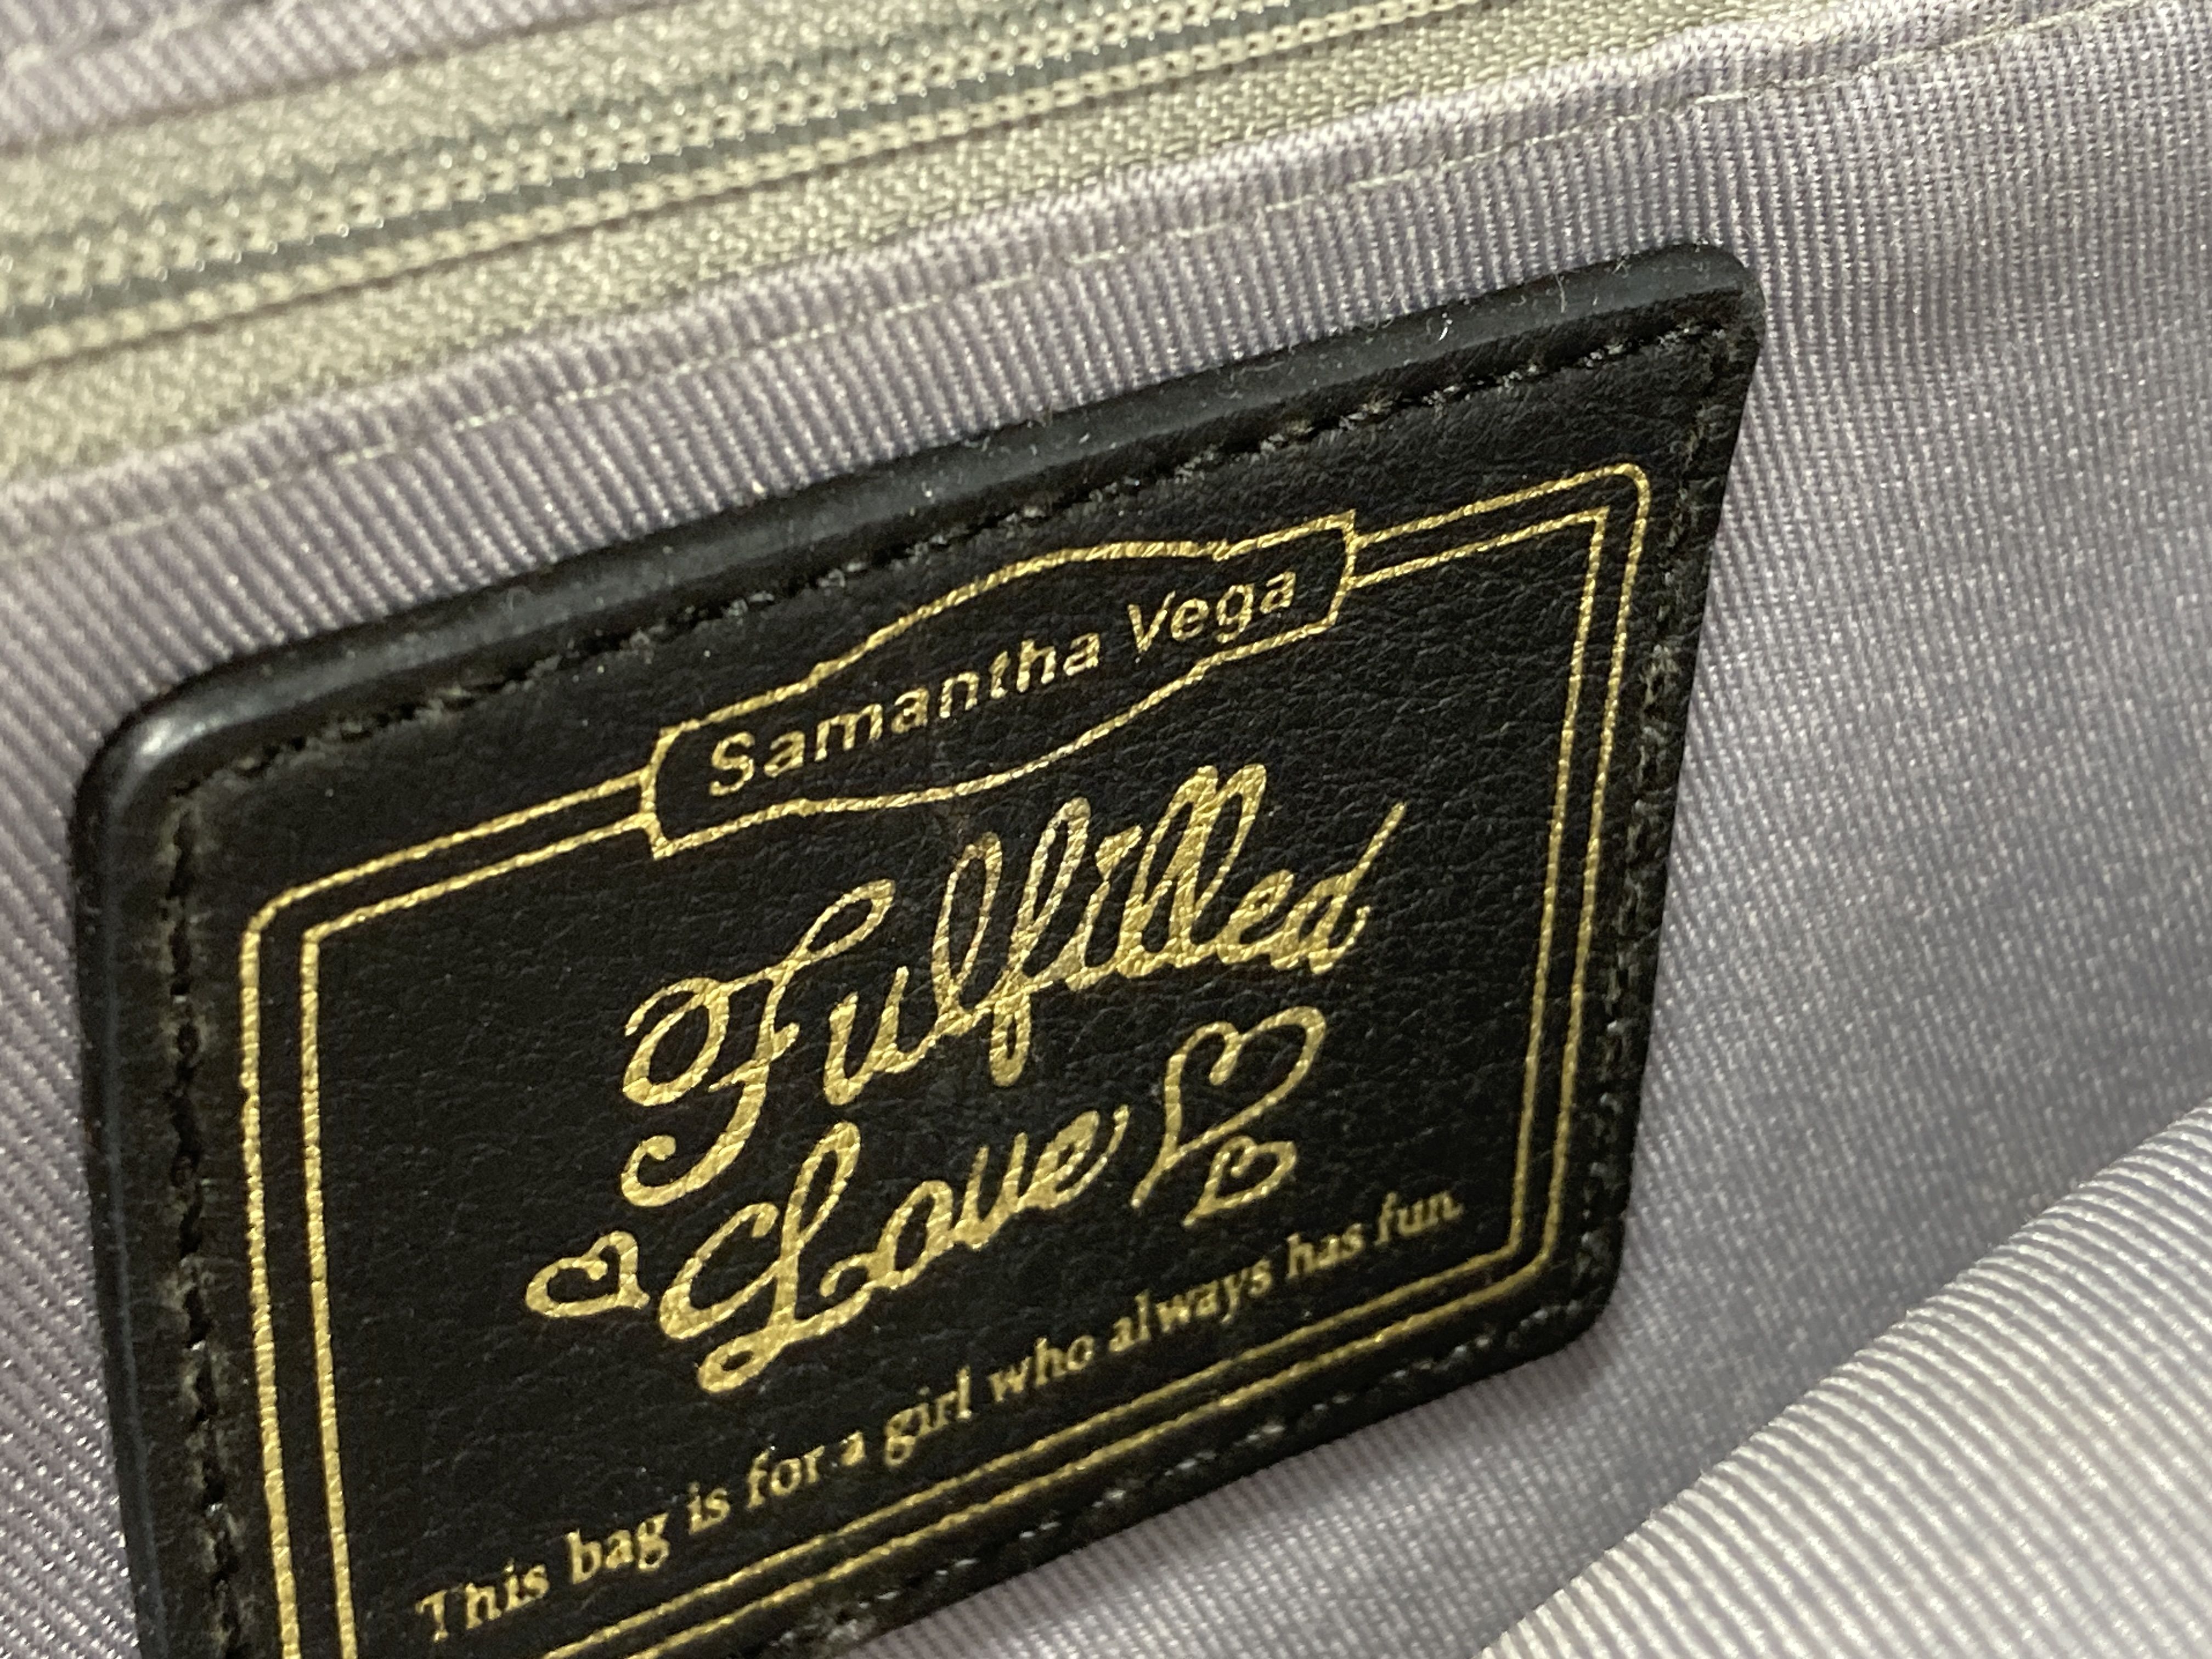 Samantha Vega
Fulfilled
Love
This bag is for a girl who always has fun.